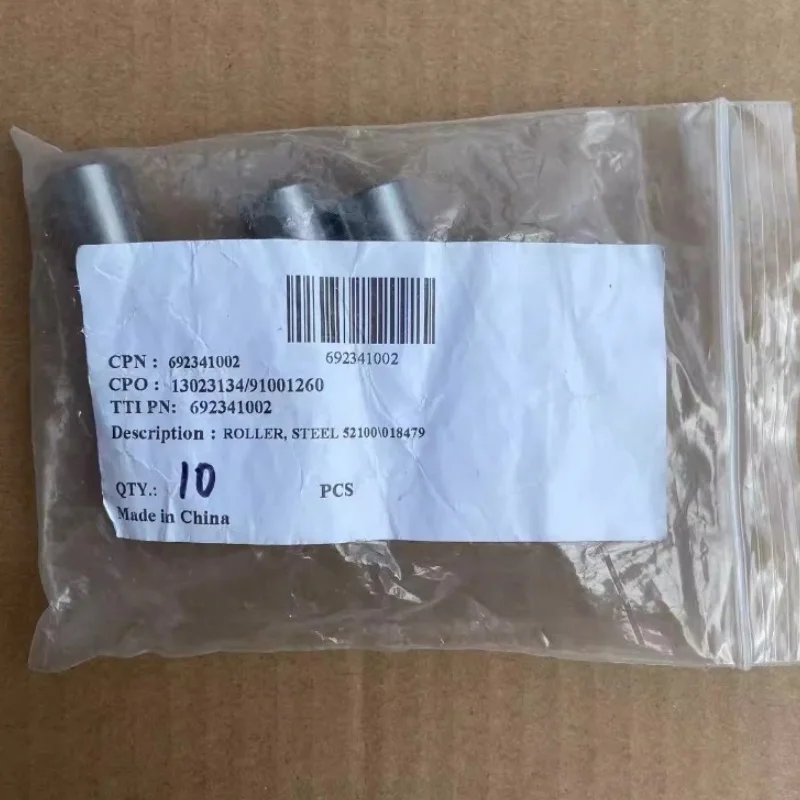 692341002
CPN : 692341002
CPO : 13023134/91001260
TTI PN: 692341002
Description : ROLLER, STEEL 52100\018479
QTY.: 10 PCS
Made in China